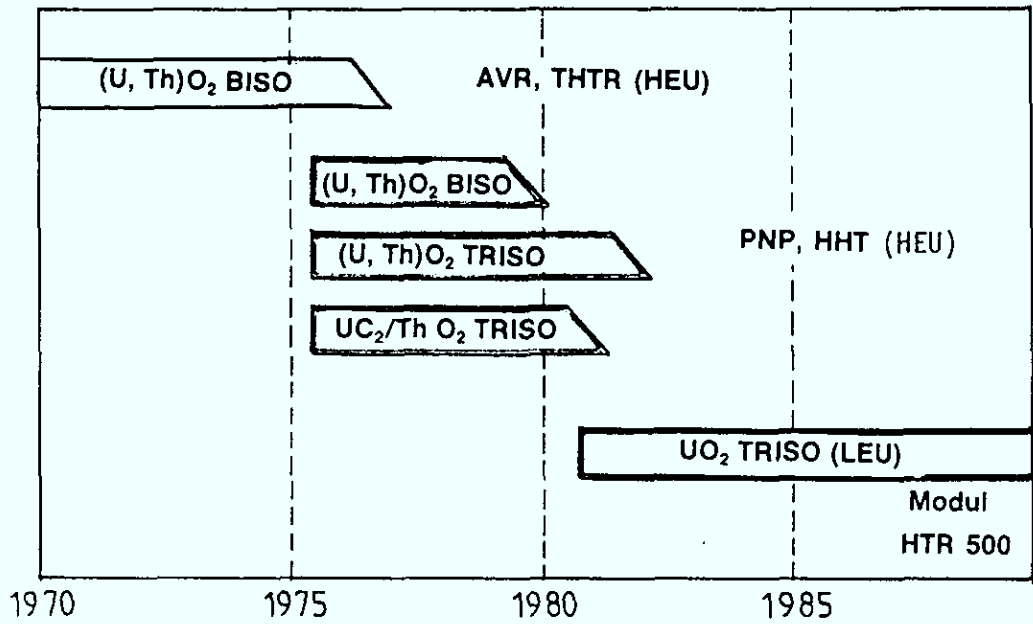 (U, Th)O₂ BISO AVR, THTR (HEU)
(U, Th)O₂ BISO
(U, Th)O₂ TRISO PNP, HHT (HEU)
UC₂/Th O₂ TRISO
UO₂ TRISO (LEU)
Modul
HTR 500
1970 1975 1980 1985